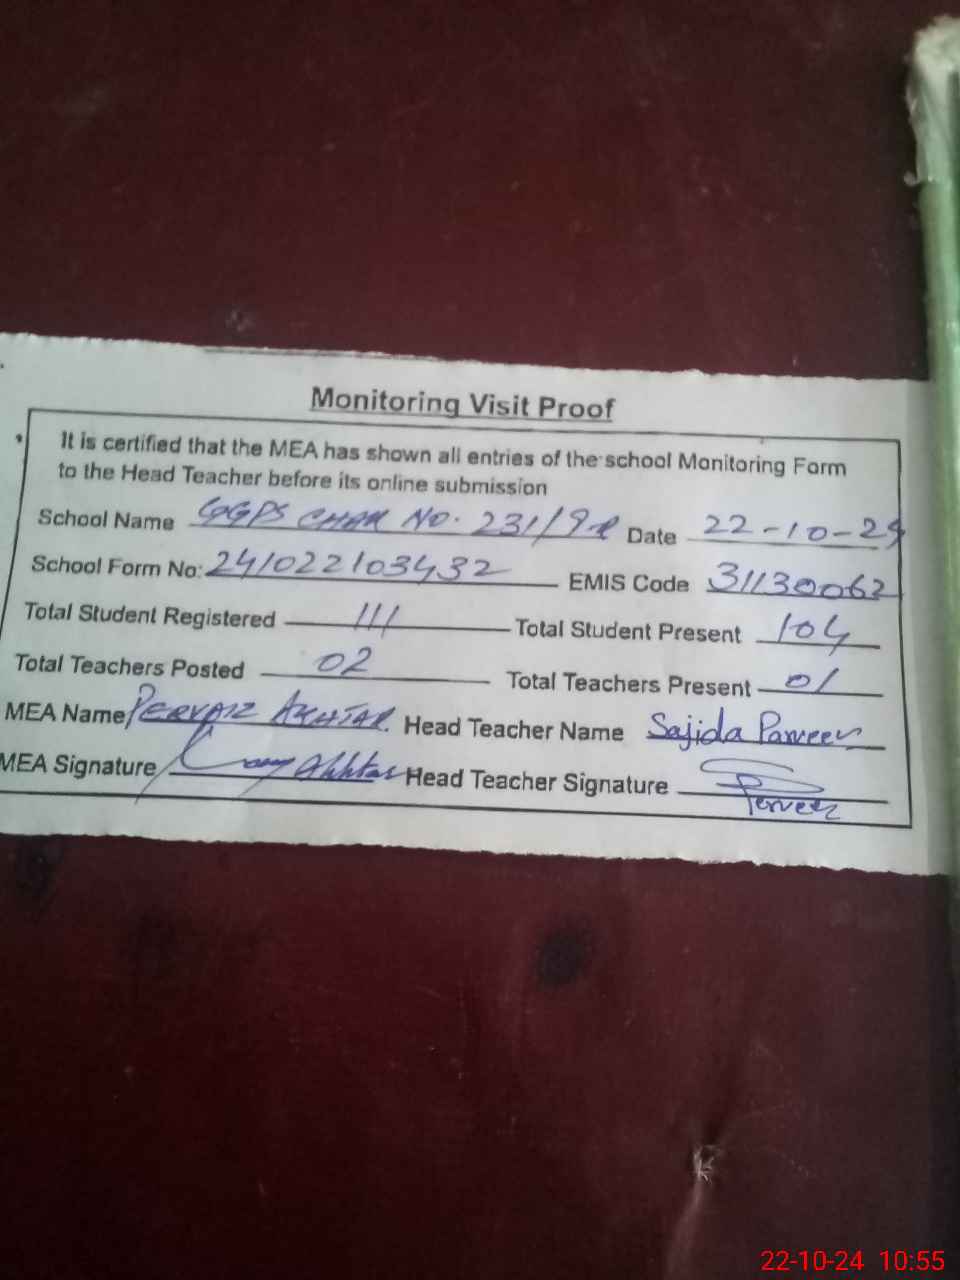 Monitoring Visit Proof
It is certified that the MEA has shown all entries of the school Monitoring Form
to the Head Teacher before its online submission
School Name GGPS CHAK NO. 231/9-R Date 22-10-24
School Form No: 241022103432 EMIS Code 31130062
Total Student Registered 111 Total Student Present 104
Total Teachers Posted 02 Total Teachers Present 01
MEA Name PERVAIZ AKHTAR Head Teacher Name Sajida Parveen
MEA Signature Akhtar Head Teacher Signature Perveen
22-10-24 10:55